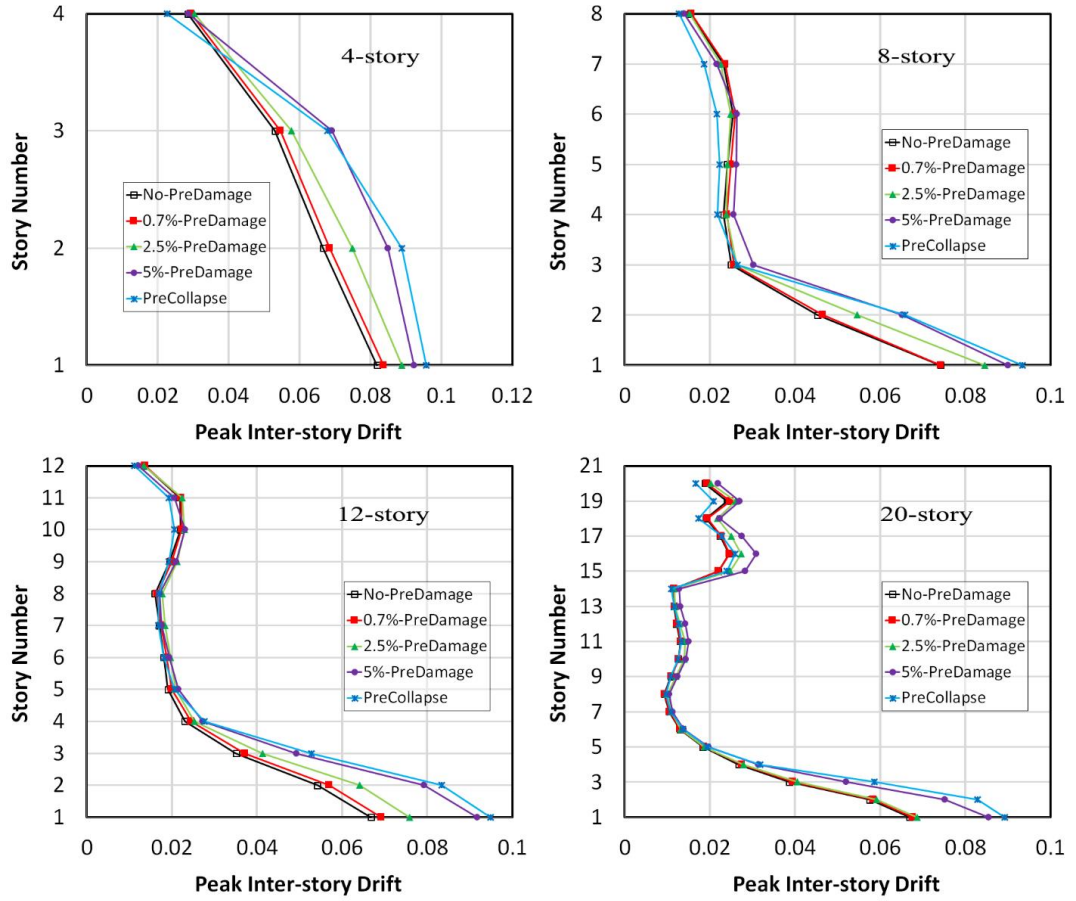 4-story
4
3
2
1
Story Number
No-PreDamage
0.7%-PreDamage
2.5%-PreDamage
5%-PreDamage
PreCollapse
0 0.02 0.04 0.06 0.08 0.1 0.12
Peak Inter-story Drift
8-story
8
7
6
5
4
3
2
1
Story Number
No-PreDamage
0.7%-PreDamage
2.5%-PreDamage
5%-PreDamage
PreCollapse
0 0.02 0.04 0.06 0.08 0.1
Peak Inter-story Drift
12-story
12
11
10
9
8
7
6
5
4
3
2
1
Story Number
No-PreDamage
0.7%-PreDamage
2.5%-PreDamage
5%-PreDamage
PreCollapse
0 0.02 0.04 0.06 0.08 0.1
Peak Inter-story Drift
20-story
21
19
17
15
13
11
9
7
5
3
1
Story Number
No-PreDamage
0.7%-PreDamage
2.5%-PreDamage
5%-PreDamage
PreCollapse
0 0.02 0.04 0.06 0.08 0.1
Peak Inter-story Drift